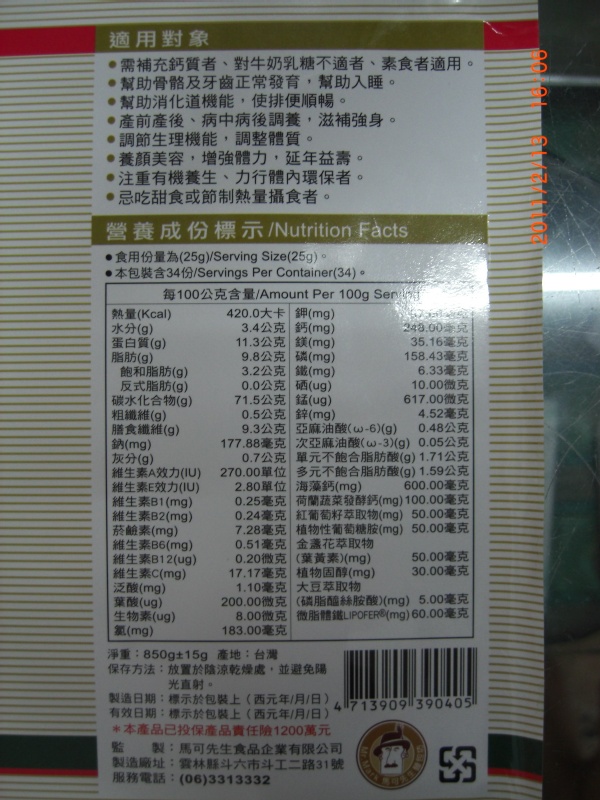 適用對象
●需補充鈣質者、對牛奶乳糖不適者、素食者適用。
●幫助骨骼及牙齒正常發育，幫助入睡。
●幫助消化道機能，使排便順暢。
●產前產後、病中病後調養，滋補強身。
●調節生理機能，調整體質。
●養顏美容，增強體力，延年益壽。
●注重有機養生、力行體內環保者。
●忌吃甜食或節制熱量攝食者。
營養成份標示/Nutrition Facts
●食用份量為(25g)/Serving Size(25g)。
●本包裝含34份/Servings Per Container(34)。
每100公克含量/Amount Per 100g Serving
熱量(Kcal) 420.0大卡
水分(g) 3.4公克
蛋白質(g) 11.3公克
脂肪(g) 9.8公克
飽和脂肪(g) 3.2公克
反式脂肪(g) 0.0公克
碳水化合物(g) 71.5公克
粗纖維(g) 0.5公克
膳食纖維(g) 9.3公克
鈉(mg) 177.88毫克
灰分(g) 0.7公克
維生素A效力(IU) 270.00單位
維生素E效力(IU) 2.80單位
維生素B1(mg) 0.25毫克
維生素B2(mg) 0.24毫克
菸鹼素(mg) 7.28毫克
維生素B6(mg) 0.51毫克
維生素B12(ug) 0.20微克
維生素C(mg) 17.17毫克
泛酸(mg) 1.10毫克
葉酸(ug) 200.00微克
生物素(ug) 8.00微克
氯(mg) 183.00毫克
鉀(mg) 毫克
鈣(mg) 248.00毫克
鎂(mg) 35.16毫克
磷(mg) 158.43毫克
鐵(mg) 6.33毫克
硒(ug) 10.00微克
錳(ug) 617.00微克
鋅(mg) 4.52毫克
亞麻油酸(ω-6)(g) 0.48公克
次亞麻油酸(ω-3)(g) 0.05公克
單元不飽合脂肪酸(g) 1.71公克
多元不飽合脂肪酸(g) 1.59公克
海藻鈣(mg) 600.00毫克
荷蘭蔬菜發酵鈣(mg) 100.00毫克
紅葡萄籽萃取物(mg) 50.00毫克
植物性葡萄糖胺(mg) 50.00毫克
金盞花萃取物
(葉黃素)(mg) 50.00毫克
植物固醇(mg) 30.00毫克
大豆萃取物
(磷脂醯絲胺酸)(mg) 5.00毫克
微脂體鐵LIPOFER®(mg) 60.00毫克
淨重：850g±15g 產地：台灣
保存方法：放置於陰涼乾燥處，並避免陽
光直射。
製造日期：標示於包裝上（西元年/月/日）
有效日期：標示於包裝上（西元年/月/日）
＊本產品已投保產品責任險1200萬元
監　製：馬可先生食品企業有限公司
製造廠址：雲林縣斗六市斗工二路31號
服務電話：(06)3313332
4 713909 390405
2011/2/13 16:06